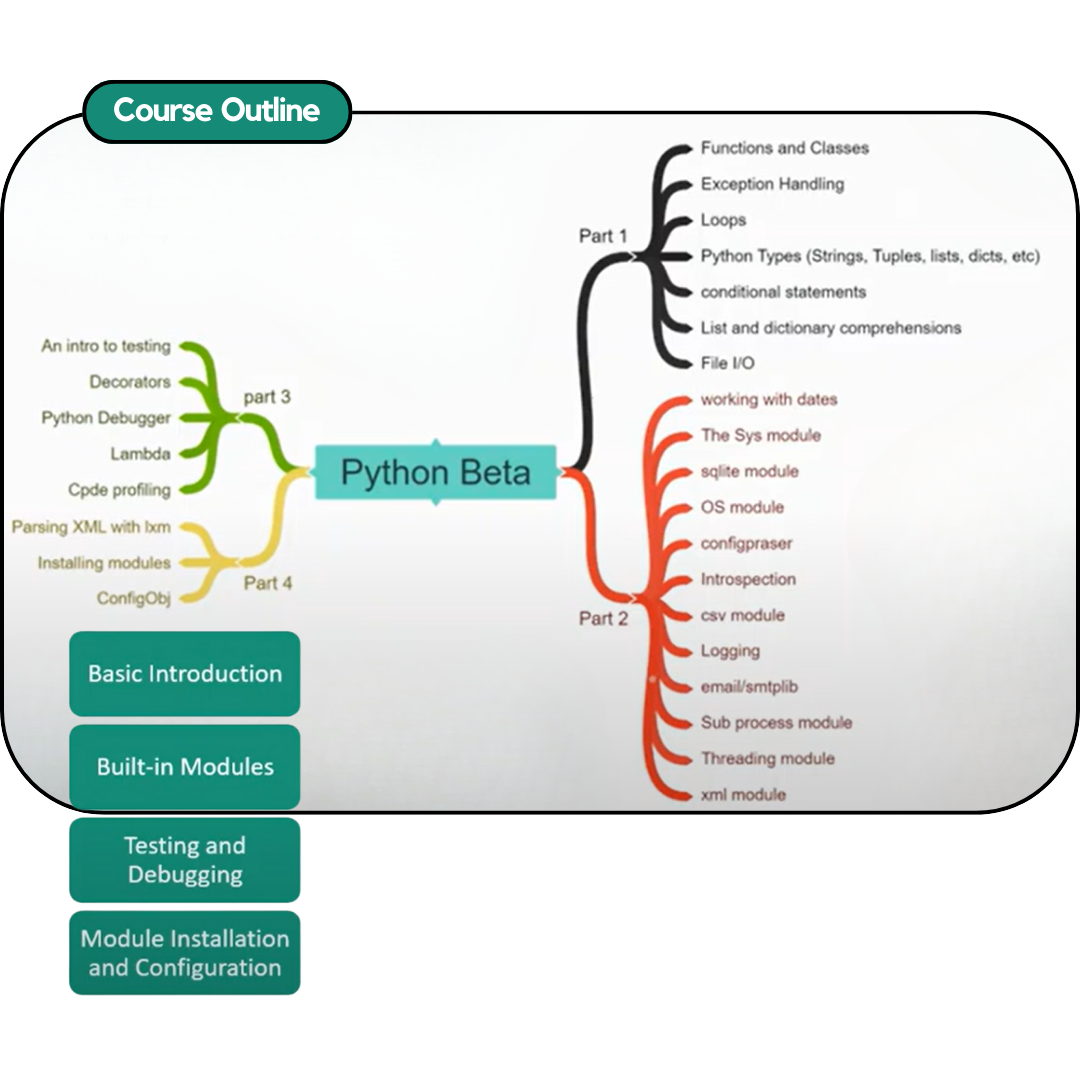 Course Outline
Python Beta
Part 1
Functions and Classes
Exception Handling
Loops
Python Types (Strings, Tuples, lists, dicts, etc)
conditional statements
List and dictionary comprehensions
File I/O
Part 2
working with dates
The Sys module
sqlite module
OS module
configpraser
Introspection
csv module
Logging
email/smtplib
Sub process module
Threading module
xml module
part 3
An intro to testing
Decorators
Python Debugger
Lambda
Cpde profiling
Part 4
Parsing XML with lxm
Installing modules
ConfigObj
Basic Introduction
Built-in Modules
Testing and
Debugging
Module Installation
and Configuration